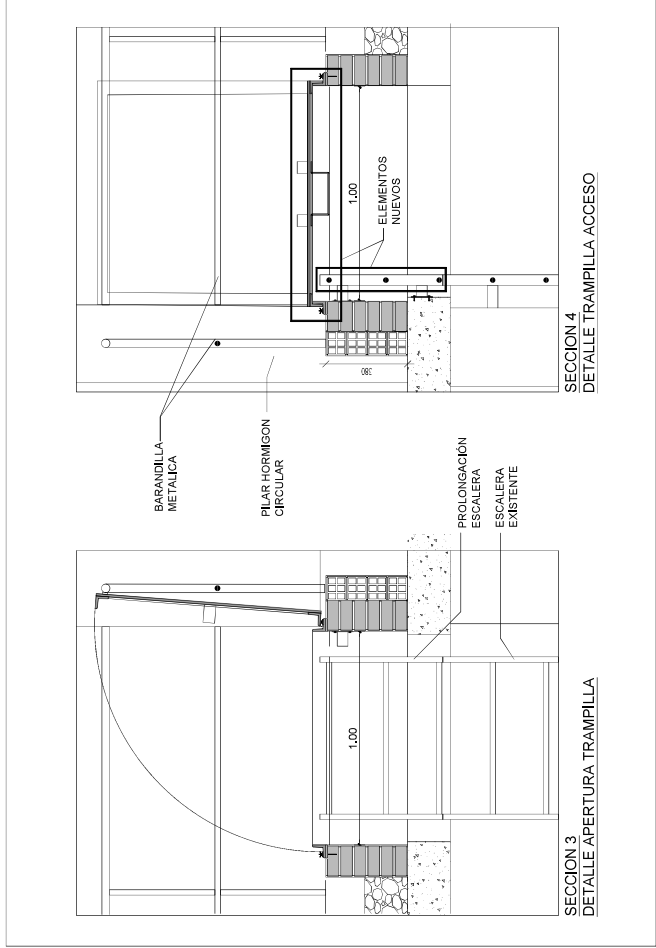 SECCION 3
DETALLE APERTURA TRAMPILLA
1.00
PROLONGACIÓN
ESCALERA
ESCALERA
EXISTENTE
SECCION 4
DETALLE TRAMPILLA ACCESO
BARANDILLA
METALICA
PILAR HORMIGON
CIRCULAR
380
1.00
ELEMENTOS
NUEVOS